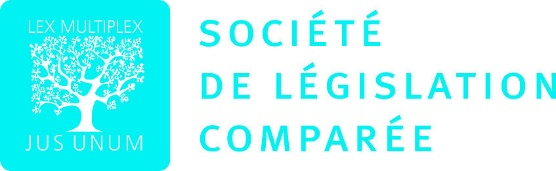 LEX MULTIPLEX
JUS UNUM
SOCIÉTÉ
DE LÉGISLATION
COMPARÉE